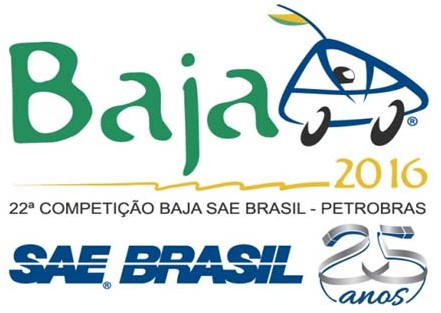 Baja
®
2016
22ª COMPETIÇÃO BAJA SAE BRASIL - PETROBRAS
SAE BRASIL
®
25
anos